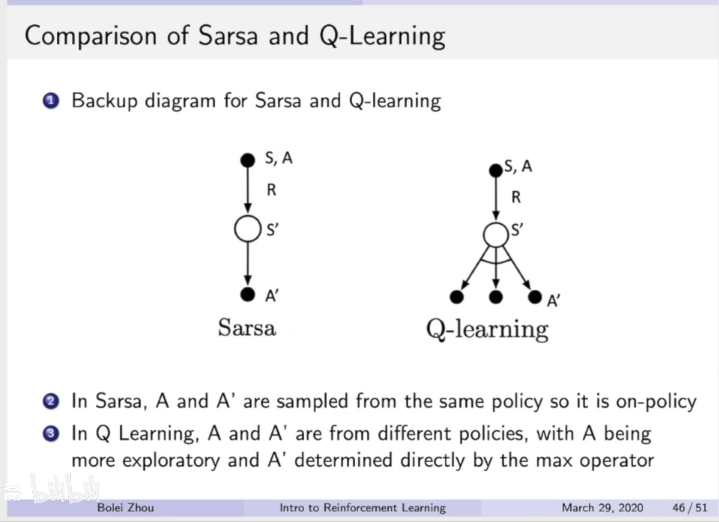 Comparison of Sarsa and Q-Learning
1 Backup diagram for Sarsa and Q-learning
S, A
R
S'
A'
Sarsa
S, A
R
S'
A'
Q-learning
2 In Sarsa, A and A' are sampled from the same policy so it is on-policy
3 In Q Learning, A and A' are from different policies, with A being
more exploratory and A' determined directly by the max operator
bilibili
Bolei Zhou Intro to Reinforcement Learning March 29, 2020 46 / 51